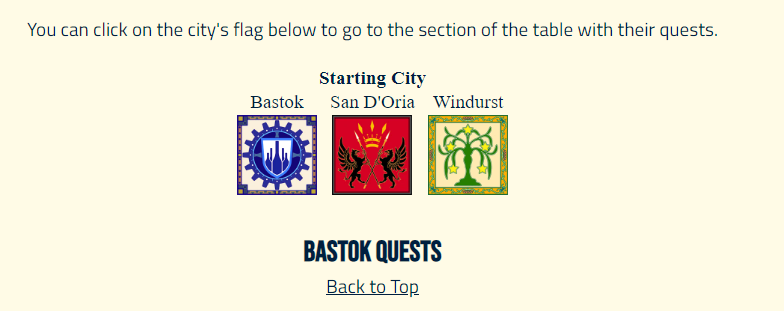 You can click on the city's flag below to go to the section of the table with their quests.
Starting City
Bastok San D'Oria Windurst
BASTOK QUESTS
Back to Top